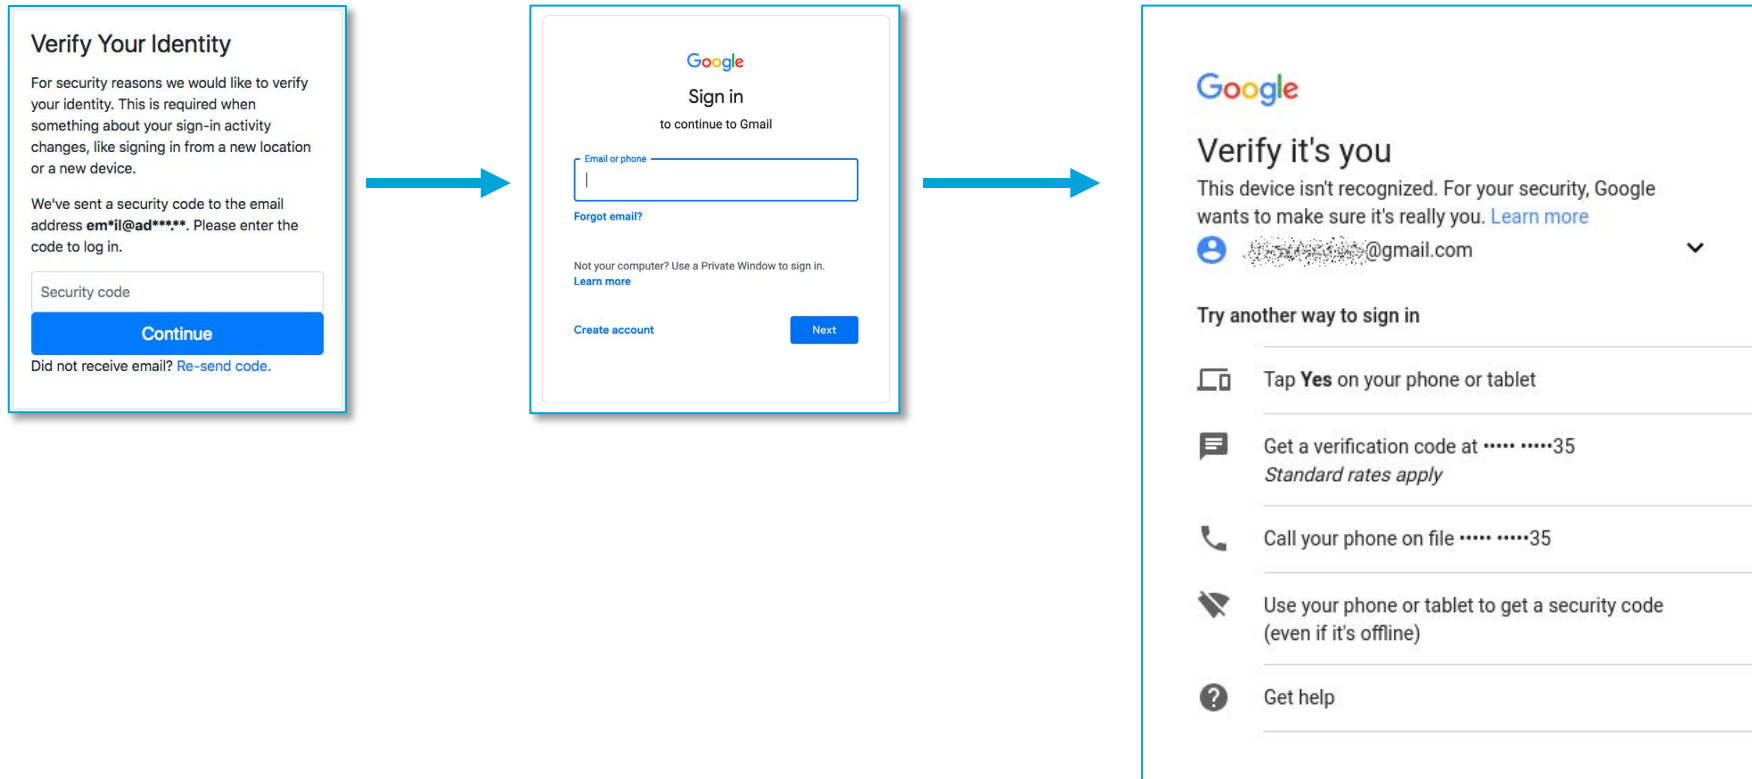 Verify Your Identity
For security reasons we would like to verify
your identity. This is required when
something about your sign-in activity
changes, like signing in from a new location
or a new device.
We've sent a security code to the email
address em*il@ad***.**. Please enter the
code to log in.
Security code
Continue
Did not receive email? Re-send code.
Google
Sign in
to continue to Gmail
Email or phone
Forgot email?
Not your computer? Use a Private Window to sign in.
Learn more
Create account
Next
Google
Verify it's you
This device isn't recognized. For your security, Google
wants to make sure it's really you. Learn more
@gmail.com
Try another way to sign in
Tap Yes on your phone or tablet
Get a verification code at ••••• •••••35
Standard rates apply
Call your phone on file ••••• •••••35
Use your phone or tablet to get a security code
(even if it's offline)
Get help